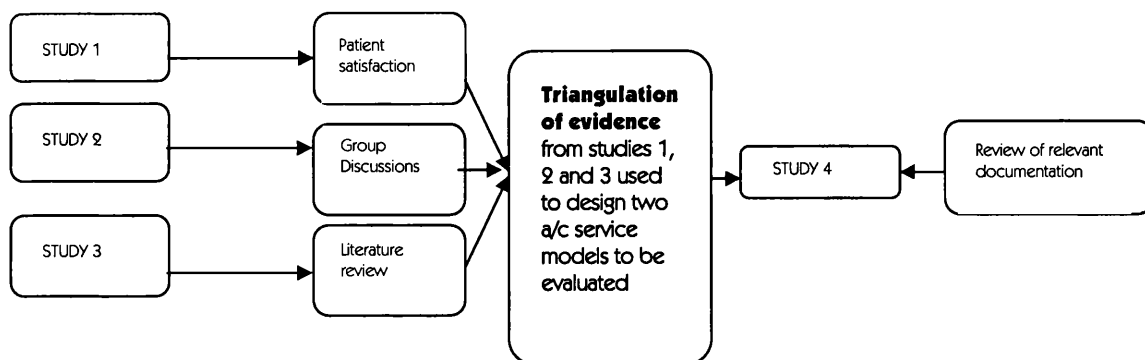 STUDY 1
Patient
satisfaction
STUDY 2
Group
Discussions
STUDY 3
Literature
review
Triangulation
of evidence
from studies 1,
2 and 3 used
to design two
a/c service
models to be
evaluated
STUDY 4
Review of relevant
documentation